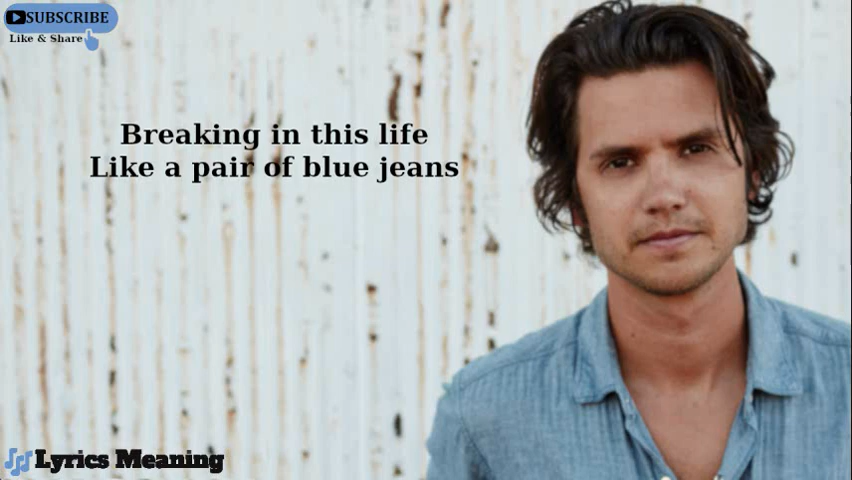 SUBSCRIBE
Like & Share
Breaking in this life
Like a pair of blue jeans
Lyrics Meaning